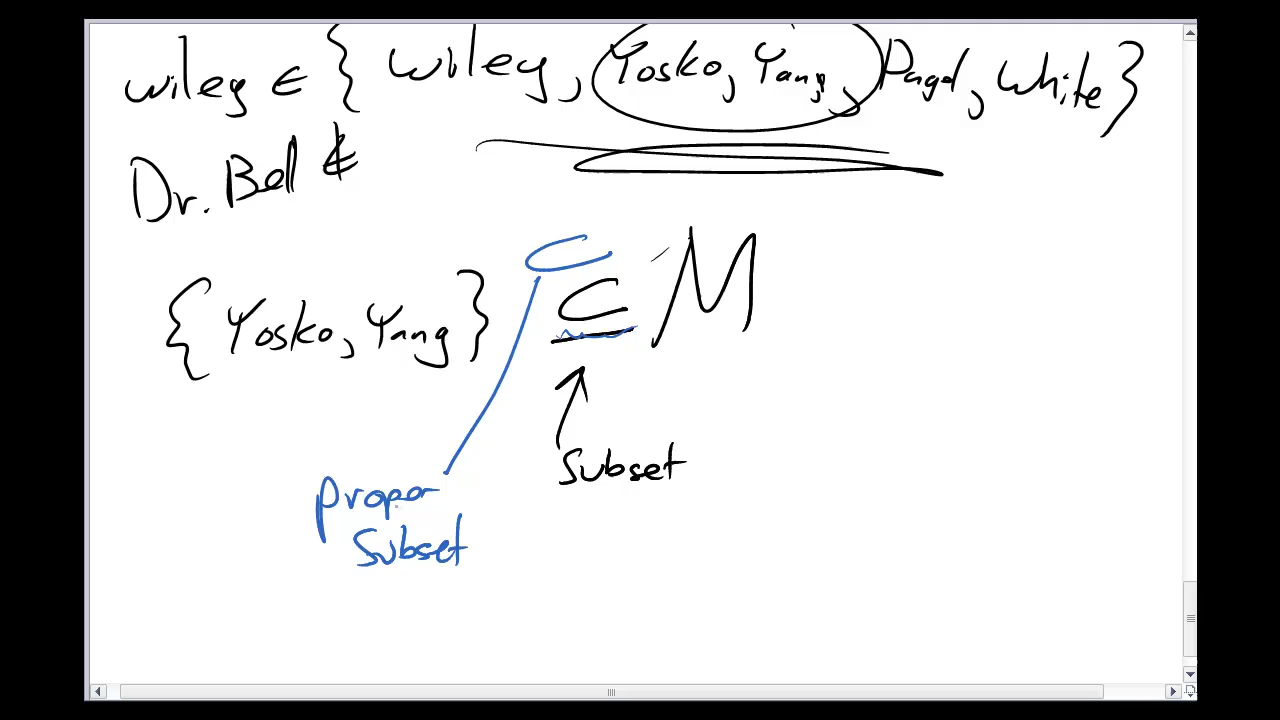 wiley ∈ { wiley, Yosko, Yang, Pagel, White }
Dr. Bell ∉
{ Yosko, Yang } ⊂ ⊆ M
Subset
proper
Subset